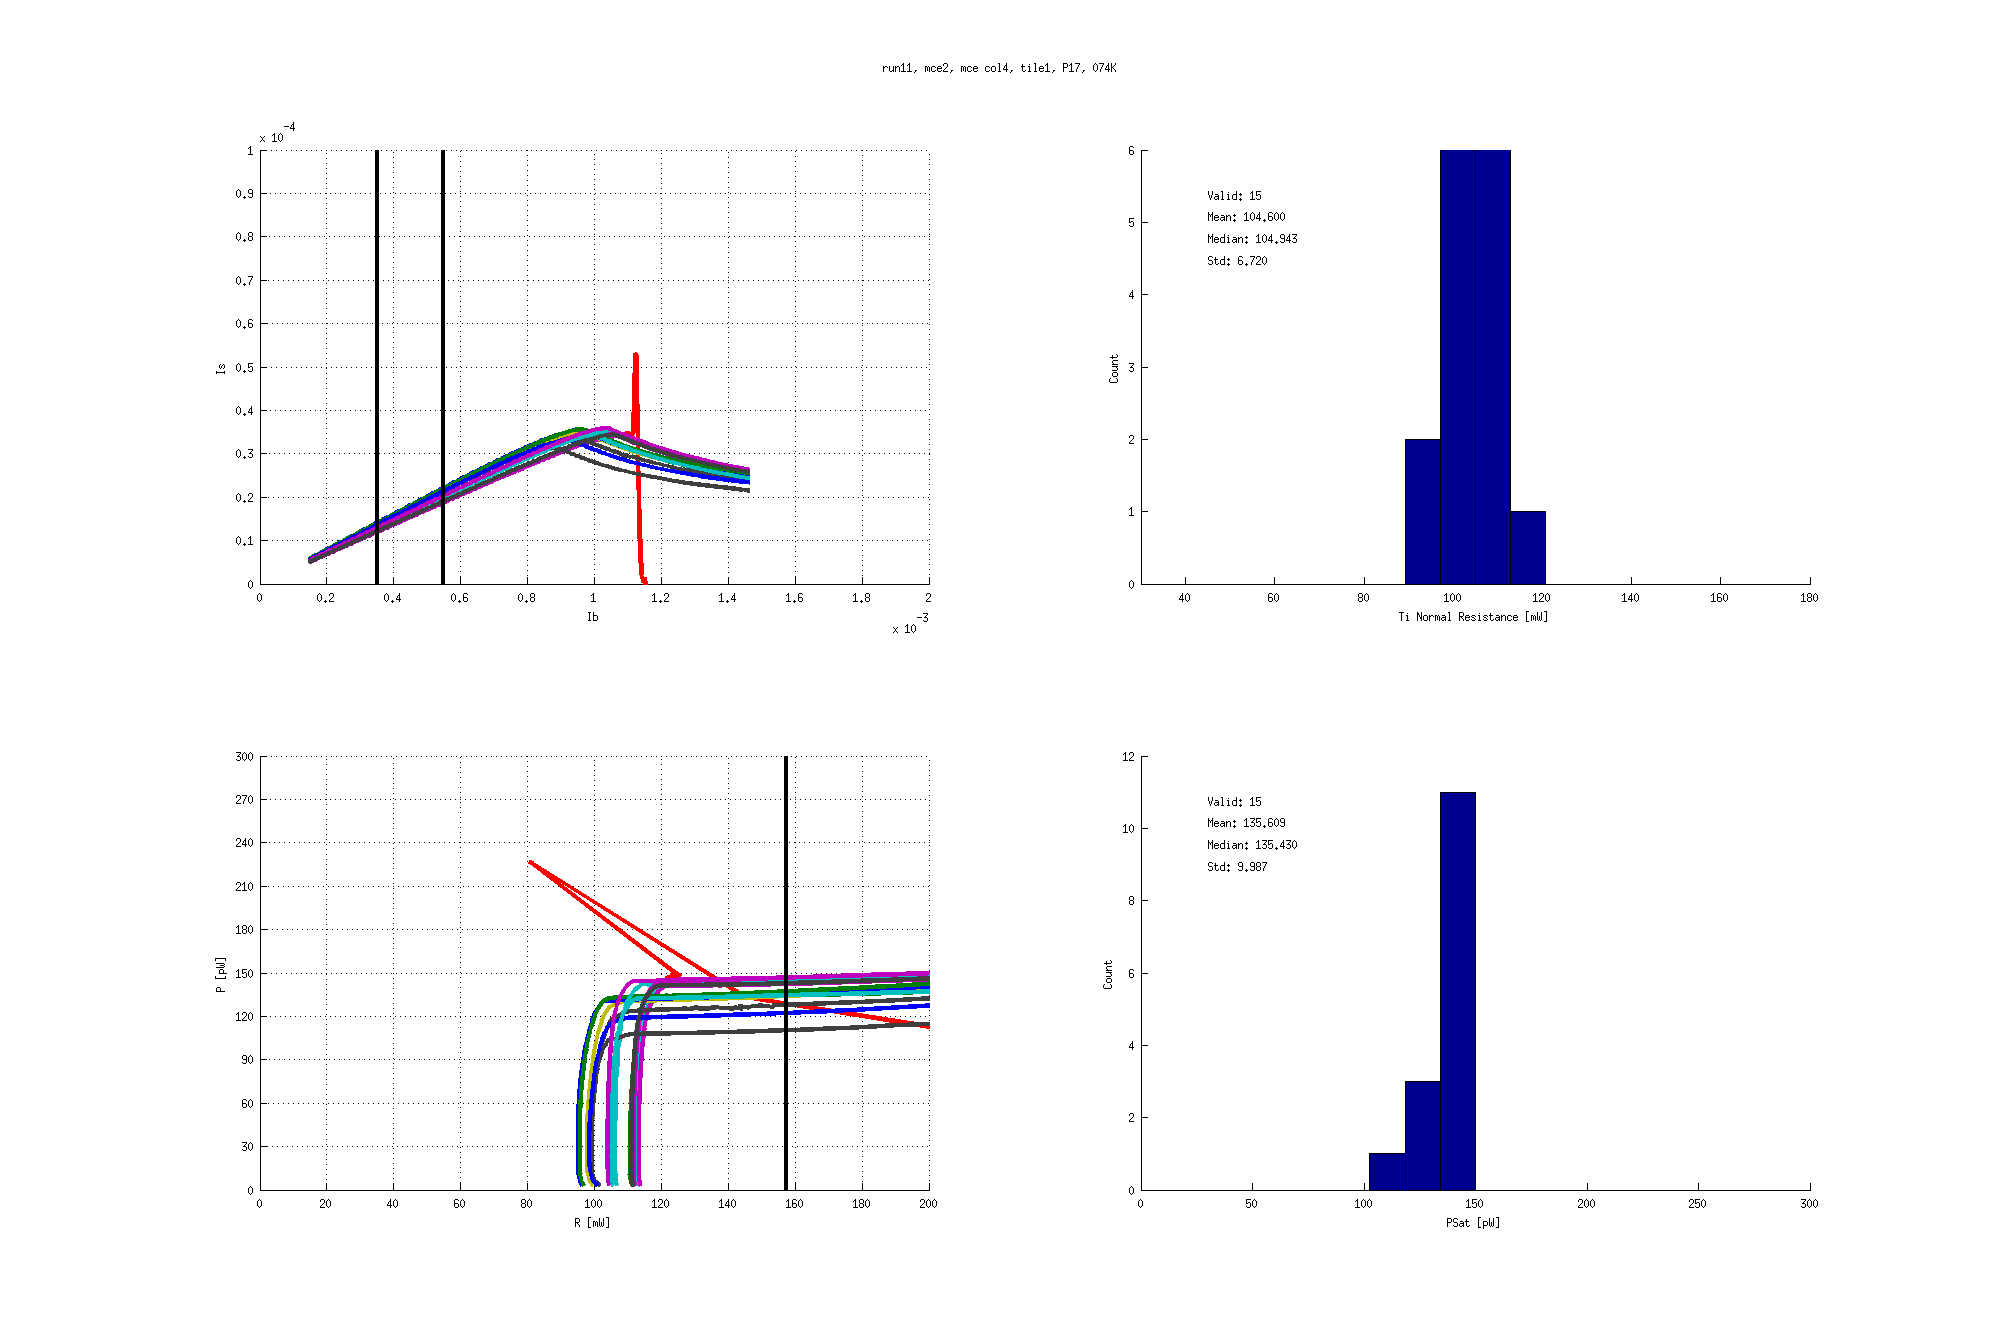 run11, mce2, mce col4, tile1, P17, 074K
x 10^-4
1
0.9
0.8
0.7
0.6
0.5
0.4
0.3
0.2
0.1
0
Is
0 0.2 0.4 0.6 0.8 1 1.2 1.4 1.6 1.8 2
Ib
x 10^-3
6
5
4
3
2
1
0
Count
Valid: 15
Mean: 104.600
Median: 104.943
Std: 6.720
40 60 80 100 120 140 160 180
Ti Normal Resistance [mW]
300
270
240
210
180
150
120
90
60
30
0
P [pW]
0 20 40 60 80 100 120 140 160 180 200
R [mW]
12
10
8
6
4
2
0
Count
Valid: 15
Mean: 135.609
Median: 135.430
Std: 9.987
0 50 100 150 200 250 300
PSat [pW]